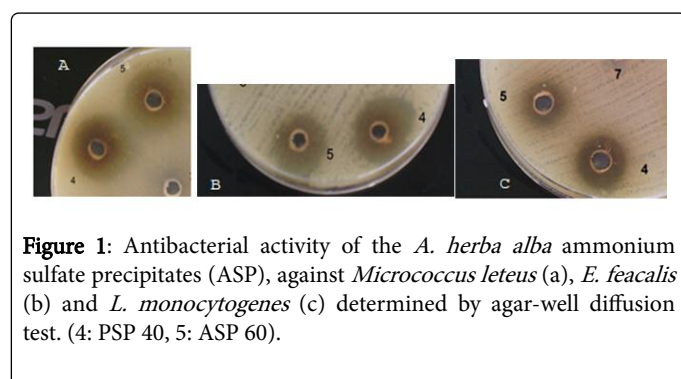 A
5
4
B
5
4
C
7
5
4
Figure 1: Antibacterial activity of the A. herba alba ammonium
sulfate precipitates (ASP), against Micrococcus leteus (a), E. feacalis
(b) and L. monocytogenes (c) determined by agar-well diffusion
test. (4: PSP 40, 5: ASP 60).